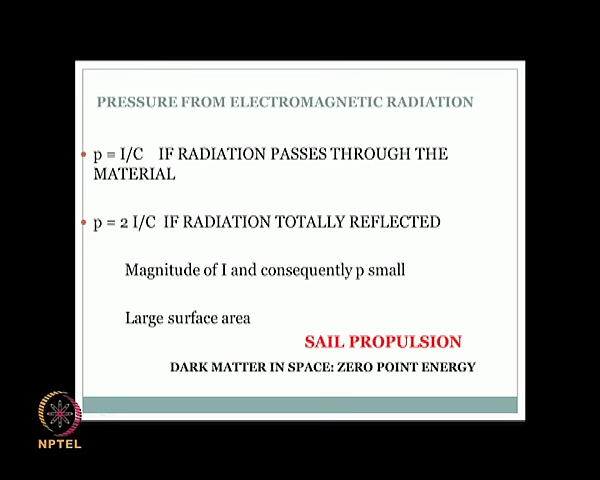 PRESSURE FROM ELECTROMAGNETIC RADIATION
• p = I/C IF RADIATION PASSES THROUGH THE
MATERIAL
• p = 2 I/C IF RADIATION TOTALLY REFLECTED
Magnitude of I and consequently p small
Large surface area
SAIL PROPULSION
DARK MATTER IN SPACE: ZERO POINT ENERGY
NPTEL